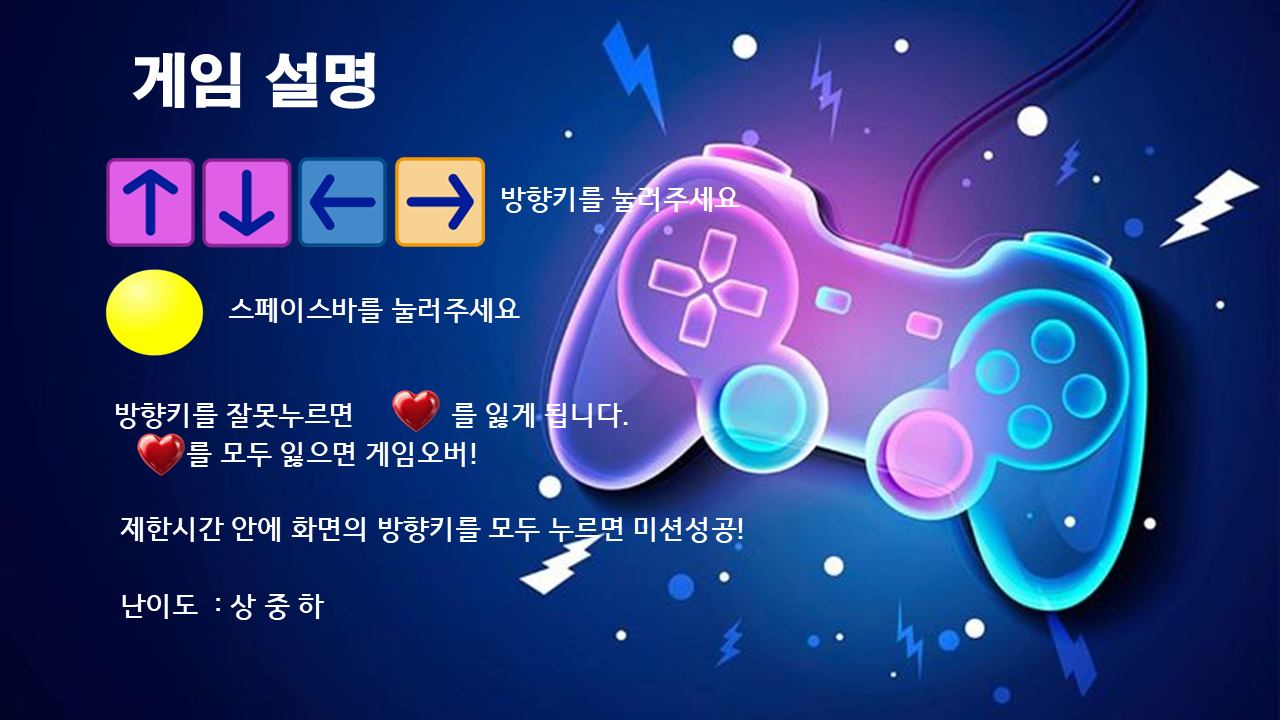 게임 설명
방향키를 눌러주세요
스페이스바를 눌러주세요
방향키를 잘못누르면 를 잃게 됩니다.
를 모두 잃으면 게임오버!
제한시간 안에 화면의 방향키를 모두 누르면 미션성공!
난이도 : 상 중 하